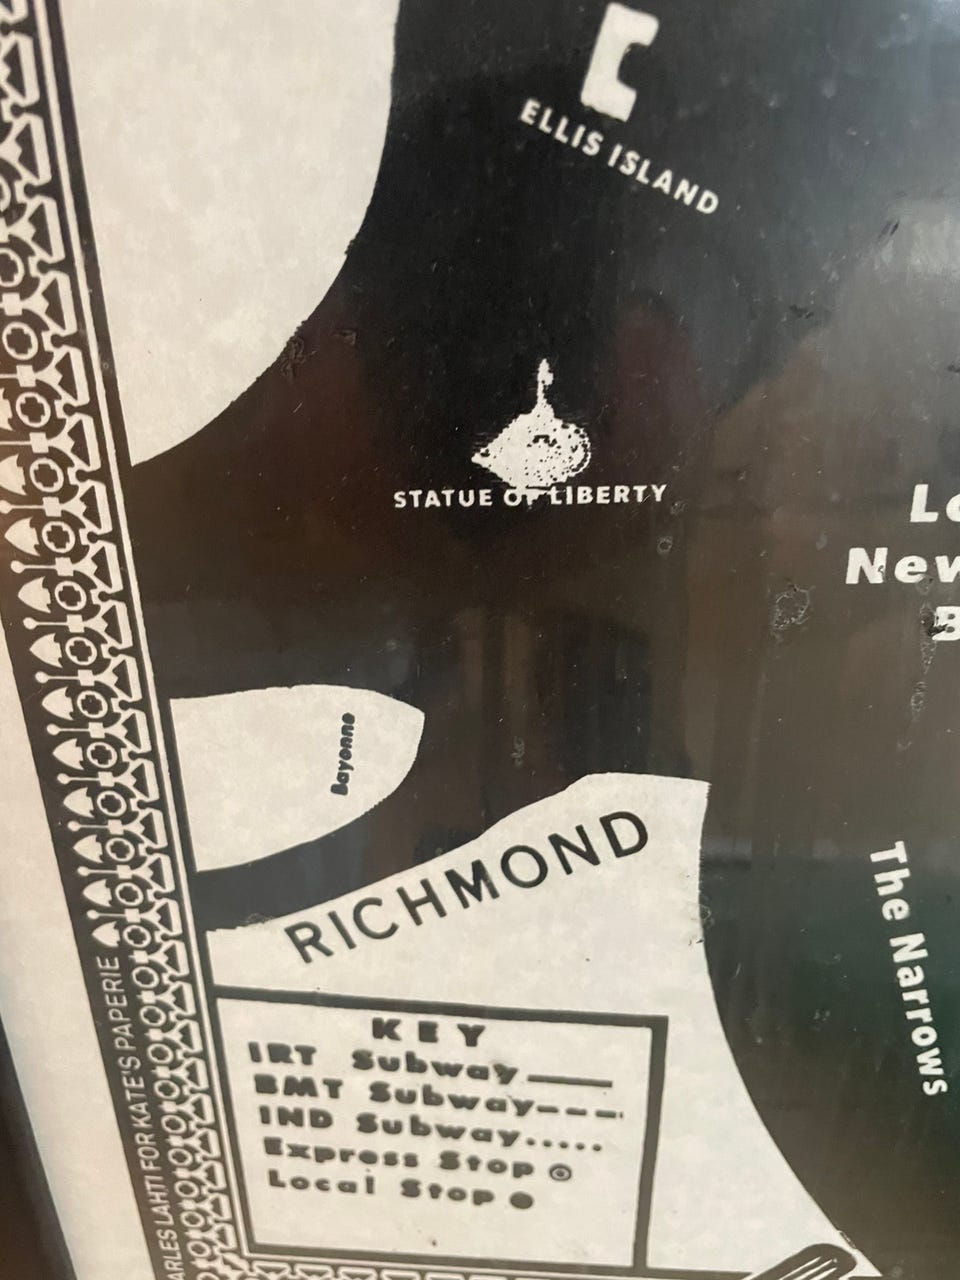 ELLIS ISLAND
STATUE OF LIBERTY
New
Bayonne
RICHMOND
The Narrows
KEY
IRT Subway
BMT Subway
IND Subway
Express Stop
Local Stop
LAHTI FOR KATE'S PAPERIE